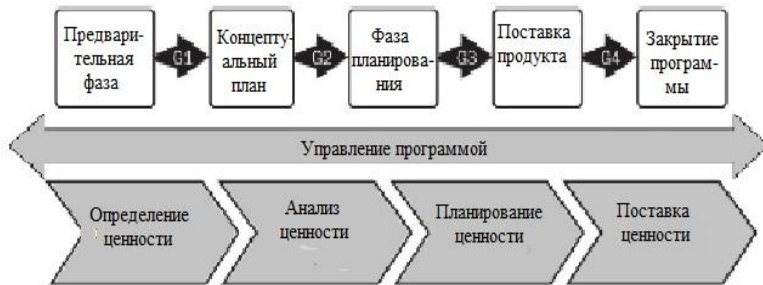 Предвари-
тельная
фаза
G1
Концепту-
альный
план
G2
Фаза
планирова-
ния
G3
Поставка
продукта
G4
Закрытие
програм-
мы
Управление программой
Определение
ценности
Анализ
ценности
Планирование
ценности
Поставка
ценности